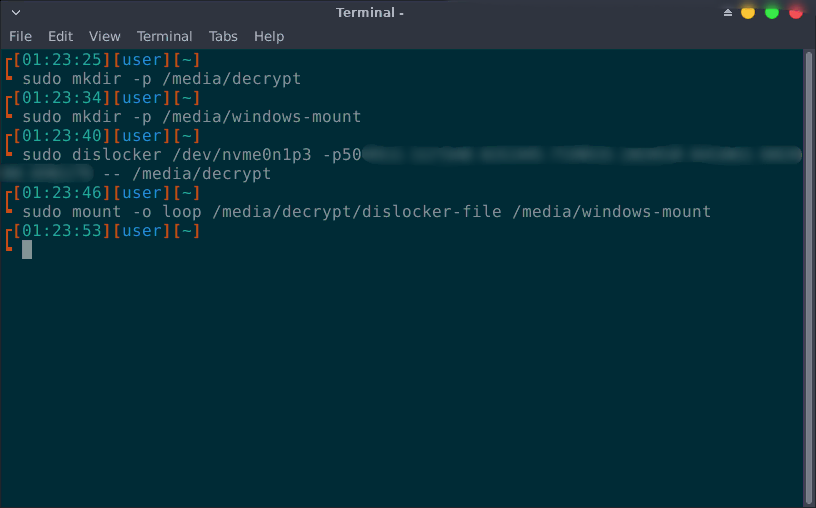 Terminal -
File Edit View Terminal Tabs Help
┌[01:23:25][user][~]
└ sudo mkdir -p /media/decrypt
┌[01:23:34][user][~]
└ sudo mkdir -p /media/windows-mount
┌[01:23:40][user][~]
└ sudo dislocker /dev/nvme0n1p3 -p50
-- /media/decrypt
┌[01:23:46][user][~]
└ sudo mount -o loop /media/decrypt/dislocker-file /media/windows-mount
┌[01:23:53][user][~]
└